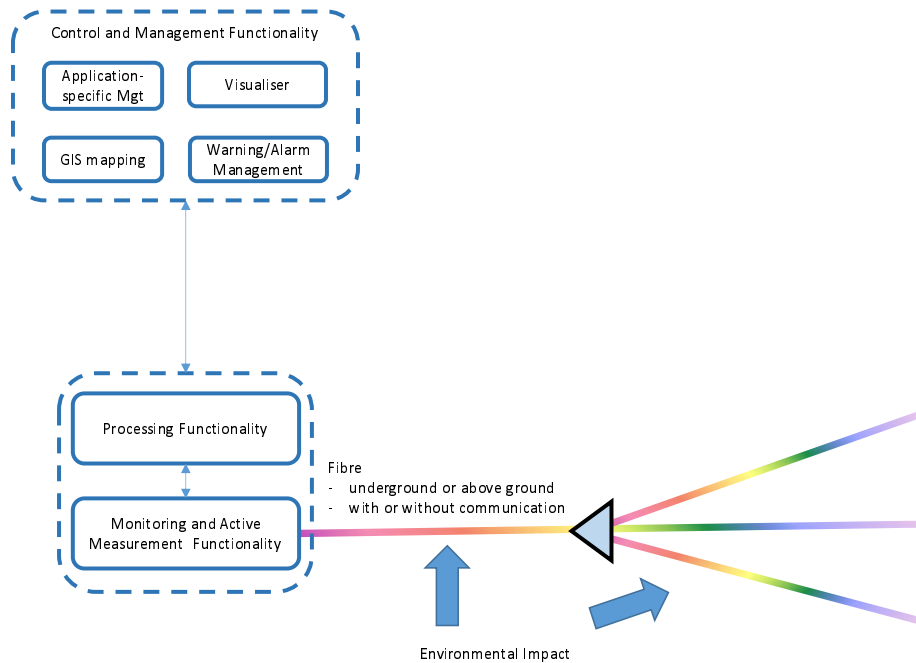 Control and Management Functionality
Application-
specific Mgt
Visualiser
GIS mapping
Warning/Alarm
Management
Processing Functionality
Monitoring and Active
Measurement Functionality
Fibre
- underground or above ground
- with or without communication
Environmental Impact